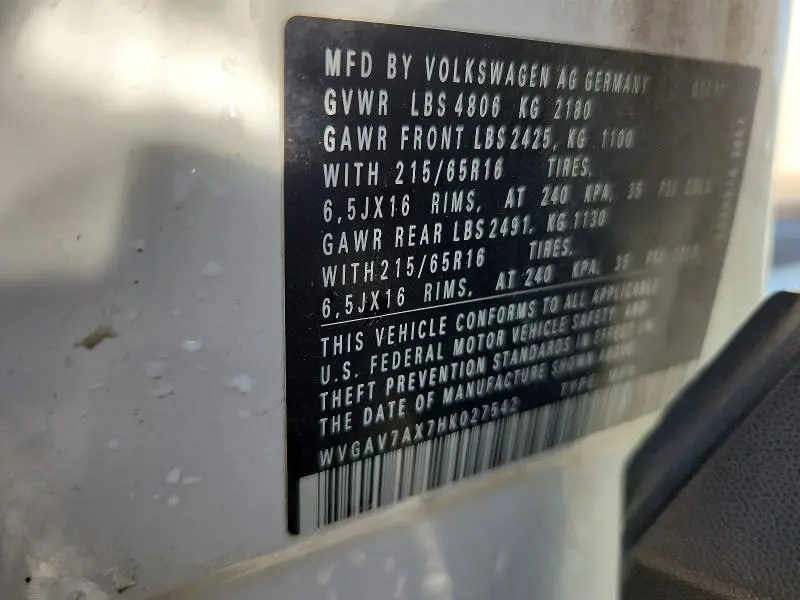 MFD BY VOLKSWAGEN AG GERMANY
GVWR LBS 4806 KG 2180
GAWR FRONT LBS 2425, KG 1100
WITH 215/65R16 TIRES,
6,5JX16 RIMS, AT 240 KPA, 35 PSI COLD
GAWR REAR LBS 2491, KG 1130
WITH 215/65R16 TIRES,
6,5JX16 RIMS, AT 240 KPA, 35 PSI COLD,
THIS VEHICLE CONFORMS TO ALL APPLICABLE
U.S. FEDERAL MOTOR VEHICLE SAFETY AND
THEFT PREVENTION STANDARDS IN EFFECT ON
THE DATE OF MANUFACTURE SHOWN ABOVE
WVGAV7AX7HK027542 TYPE